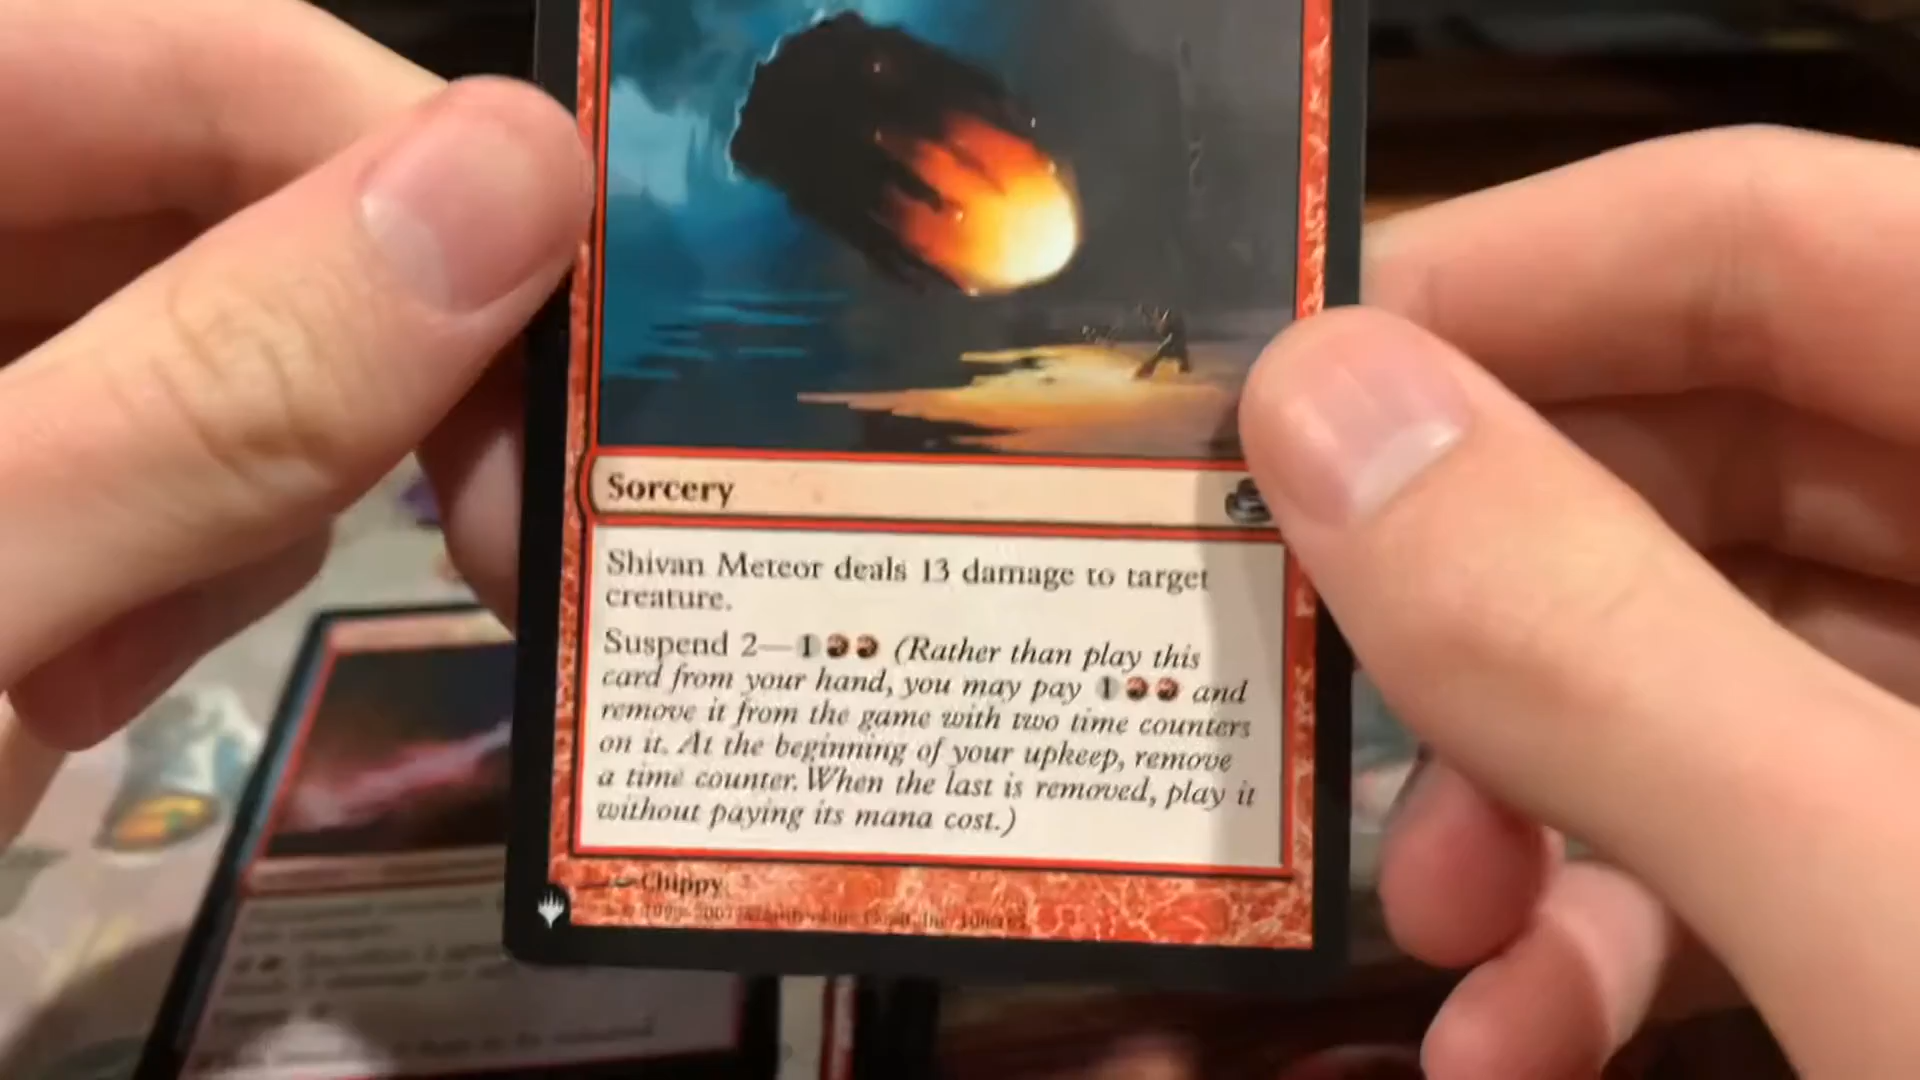 Sorcery
Shivan Meteor deals 13 damage to target
creature.
Suspend 2—1 (Rather than play this
card from your hand, you may pay 1 and
remove it from the game with two time counters
on it. At the beginning of your upkeep, remove
a time counter. When the last is removed, play it
without paying its mana cost.)
Chippy